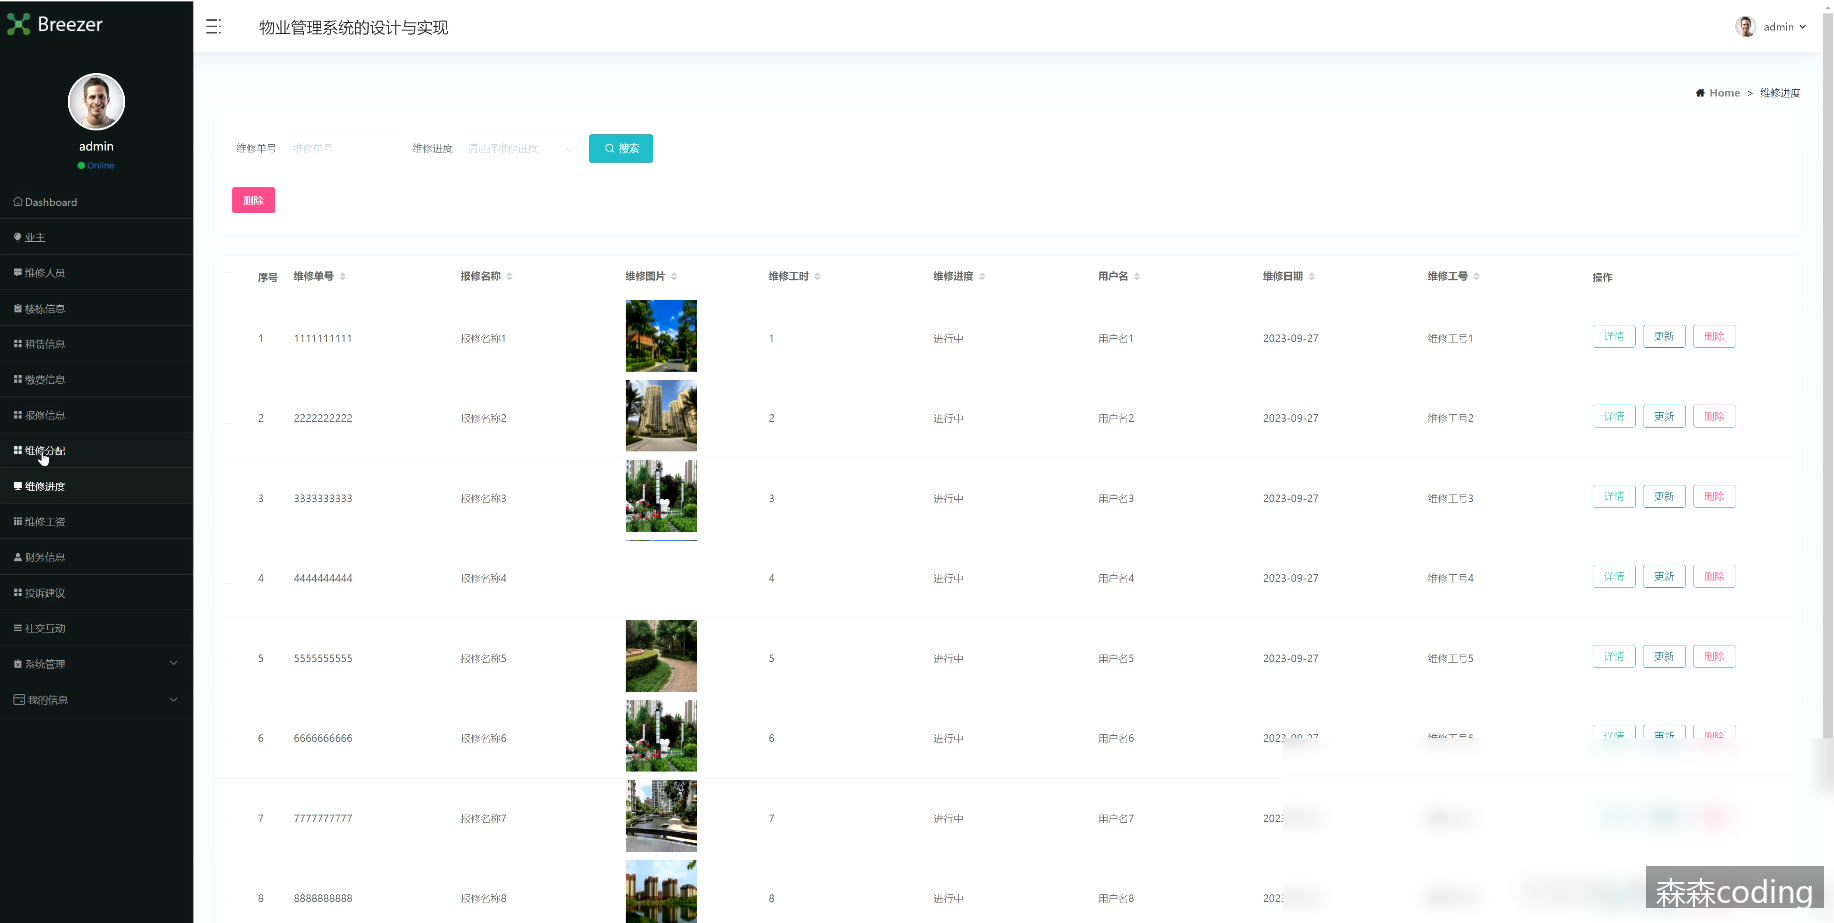 Breezer
物业管理系统的设计与实现
admin
Home > 维修进度
admin
Online
Dashboard
业主
维修人员
楼栋信息
租赁信息
缴费信息
报修信息
维修分配
维修进度
维修工资
财务信息
投诉建议
社交互动
系统管理
我的信息
维修单号 维修单号 维修进度 请选择维修进度 搜索
删除
序号 维修单号 报修名称 维修图片 维修工时 维修进度 用户名 维修日期 维修工号 操作
1 1111111111 报修名称1 1 进行中 用户名1 2023-09-27 维修工号1 详情 更新 删除
2 2222222222 报修名称2 2 进行中 用户名2 2023-09-27 维修工号2 详情 更新 删除
3 3333333333 报修名称3 3 进行中 用户名3 2023-09-27 维修工号3 详情 更新 删除
4 4444444444 报修名称4 4 进行中 用户名4 2023-09-27 维修工号4 详情 更新 删除
5 5555555555 报修名称5 5 进行中 用户名5 2023-09-27 维修工号5 详情 更新 删除
6 6666666666 报修名称6 6 进行中 用户名6 2023-09-27 维修工号6 详情 更新 删除
7 7777777777 报修名称7 7 进行中 用户名7 202
8 8888888888 报修名称8 8 进行中 用户名8 202
森森coding